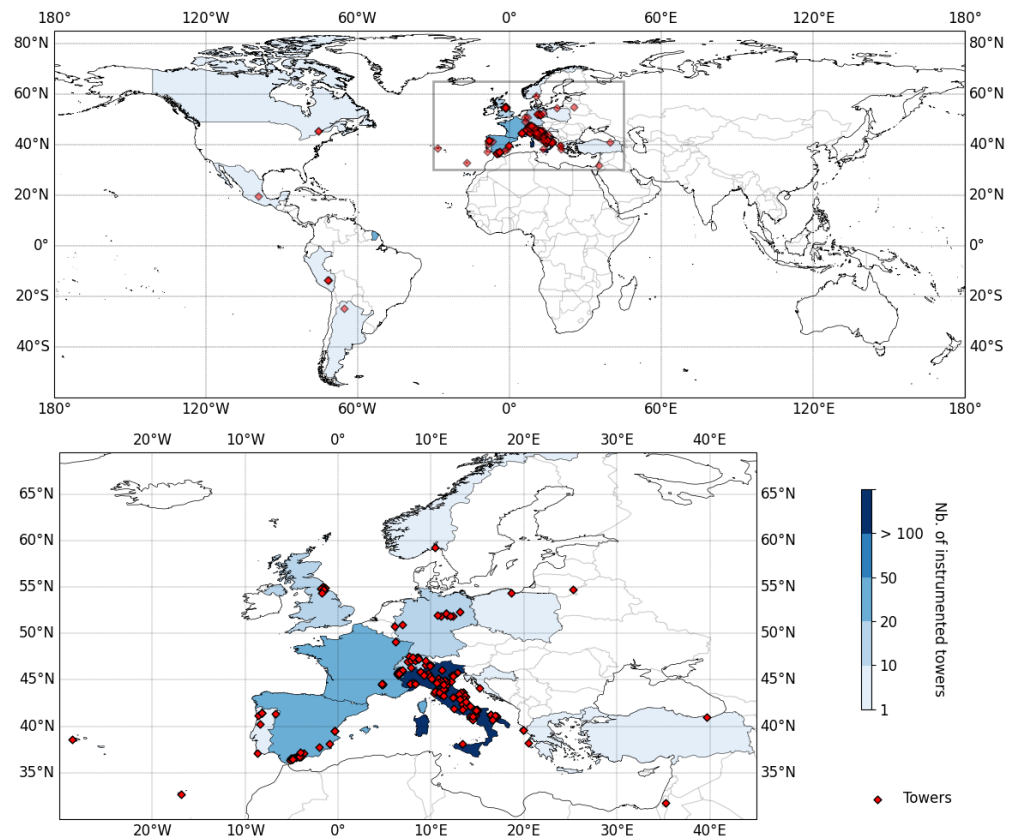 180° 120°W 60°W 0° 60°E 120°E 180°
80°N 80°N
60°N 60°N
40°N 40°N
20°N 20°N
0° 0°
20°S 20°S
40°S 40°S
180° 120°W 60°W 0° 60°E 120°E 180°
20°W 10°W 0° 10°E 20°E 30°E 40°E
65°N 65°N
60°N 60°N
55°N 55°N
50°N 50°N
45°N 45°N
40°N 40°N
35°N 35°N
20°W 10°W 0° 10°E 20°E 30°E 40°E
> 100
50
20
10
1
Nb. of instrumented towers
Towers